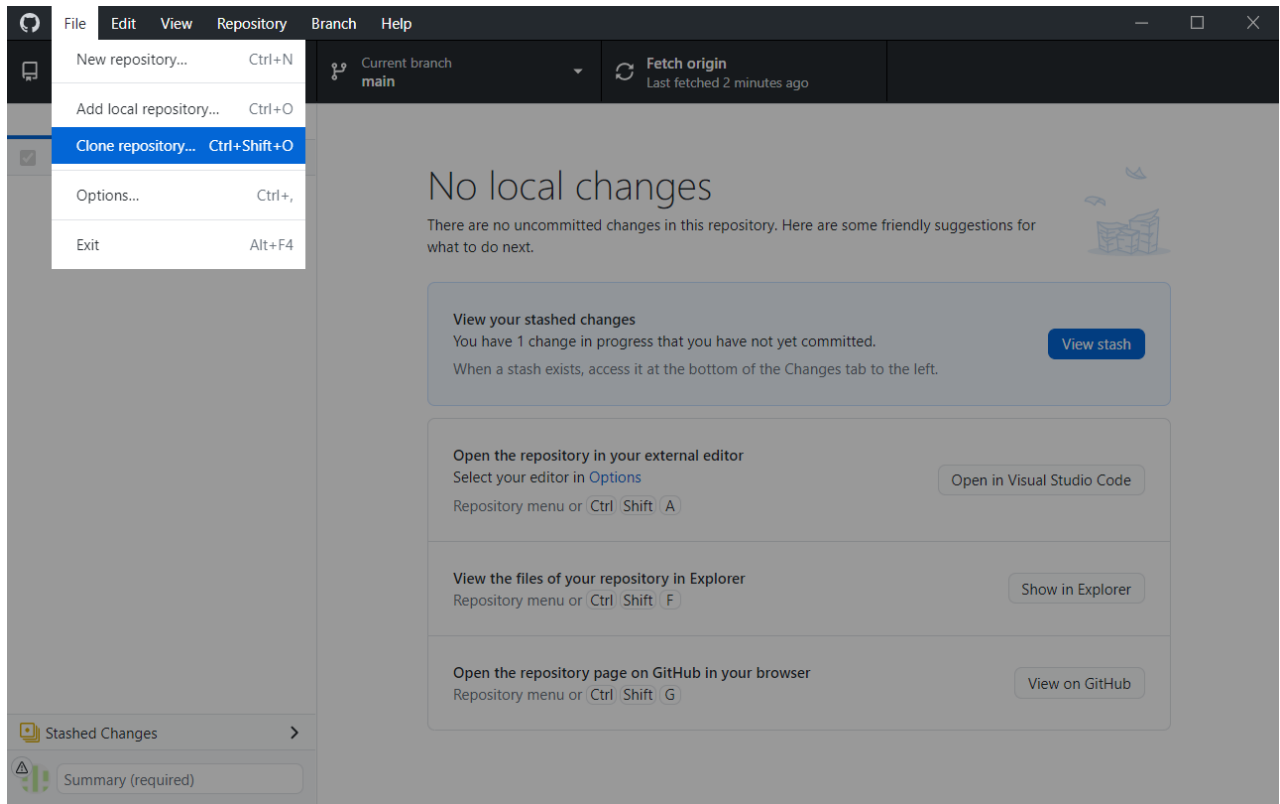 File Edit View Repository Branch Help
New repository... Ctrl+N
Add local repository... Ctrl+O
Clone repository... Ctrl+Shift+O
Options... Ctrl+,
Exit Alt+F4
Current branch
main
Fetch origin
Last fetched 2 minutes ago
No local changes
There are no uncommitted changes in this repository. Here are some friendly suggestions for
what to do next.
View your stashed changes
You have 1 change in progress that you have not yet committed.
When a stash exists, access it at the bottom of the Changes tab to the left.
View stash
Open the repository in your external editor
Select your editor in Options
Repository menu or Ctrl Shift A
Open in Visual Studio Code
View the files of your repository in Explorer
Repository menu or Ctrl Shift F
Show in Explorer
Open the repository page on GitHub in your browser
Repository menu or Ctrl Shift G
View on GitHub
Stashed Changes
Summary (required)